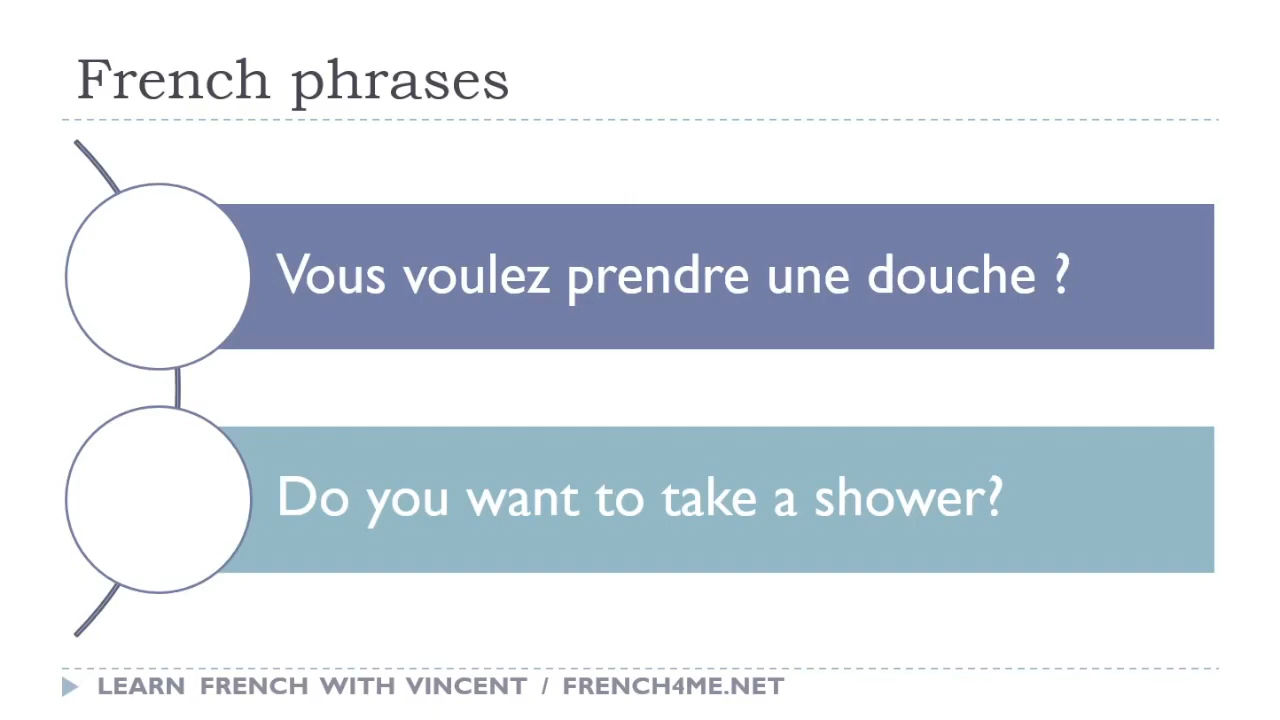 French phrases
Vous voulez prendre une douche ?
Do you want to take a shower?
LEARN FRENCH WITH VINCENT / FRENCH4ME.NET